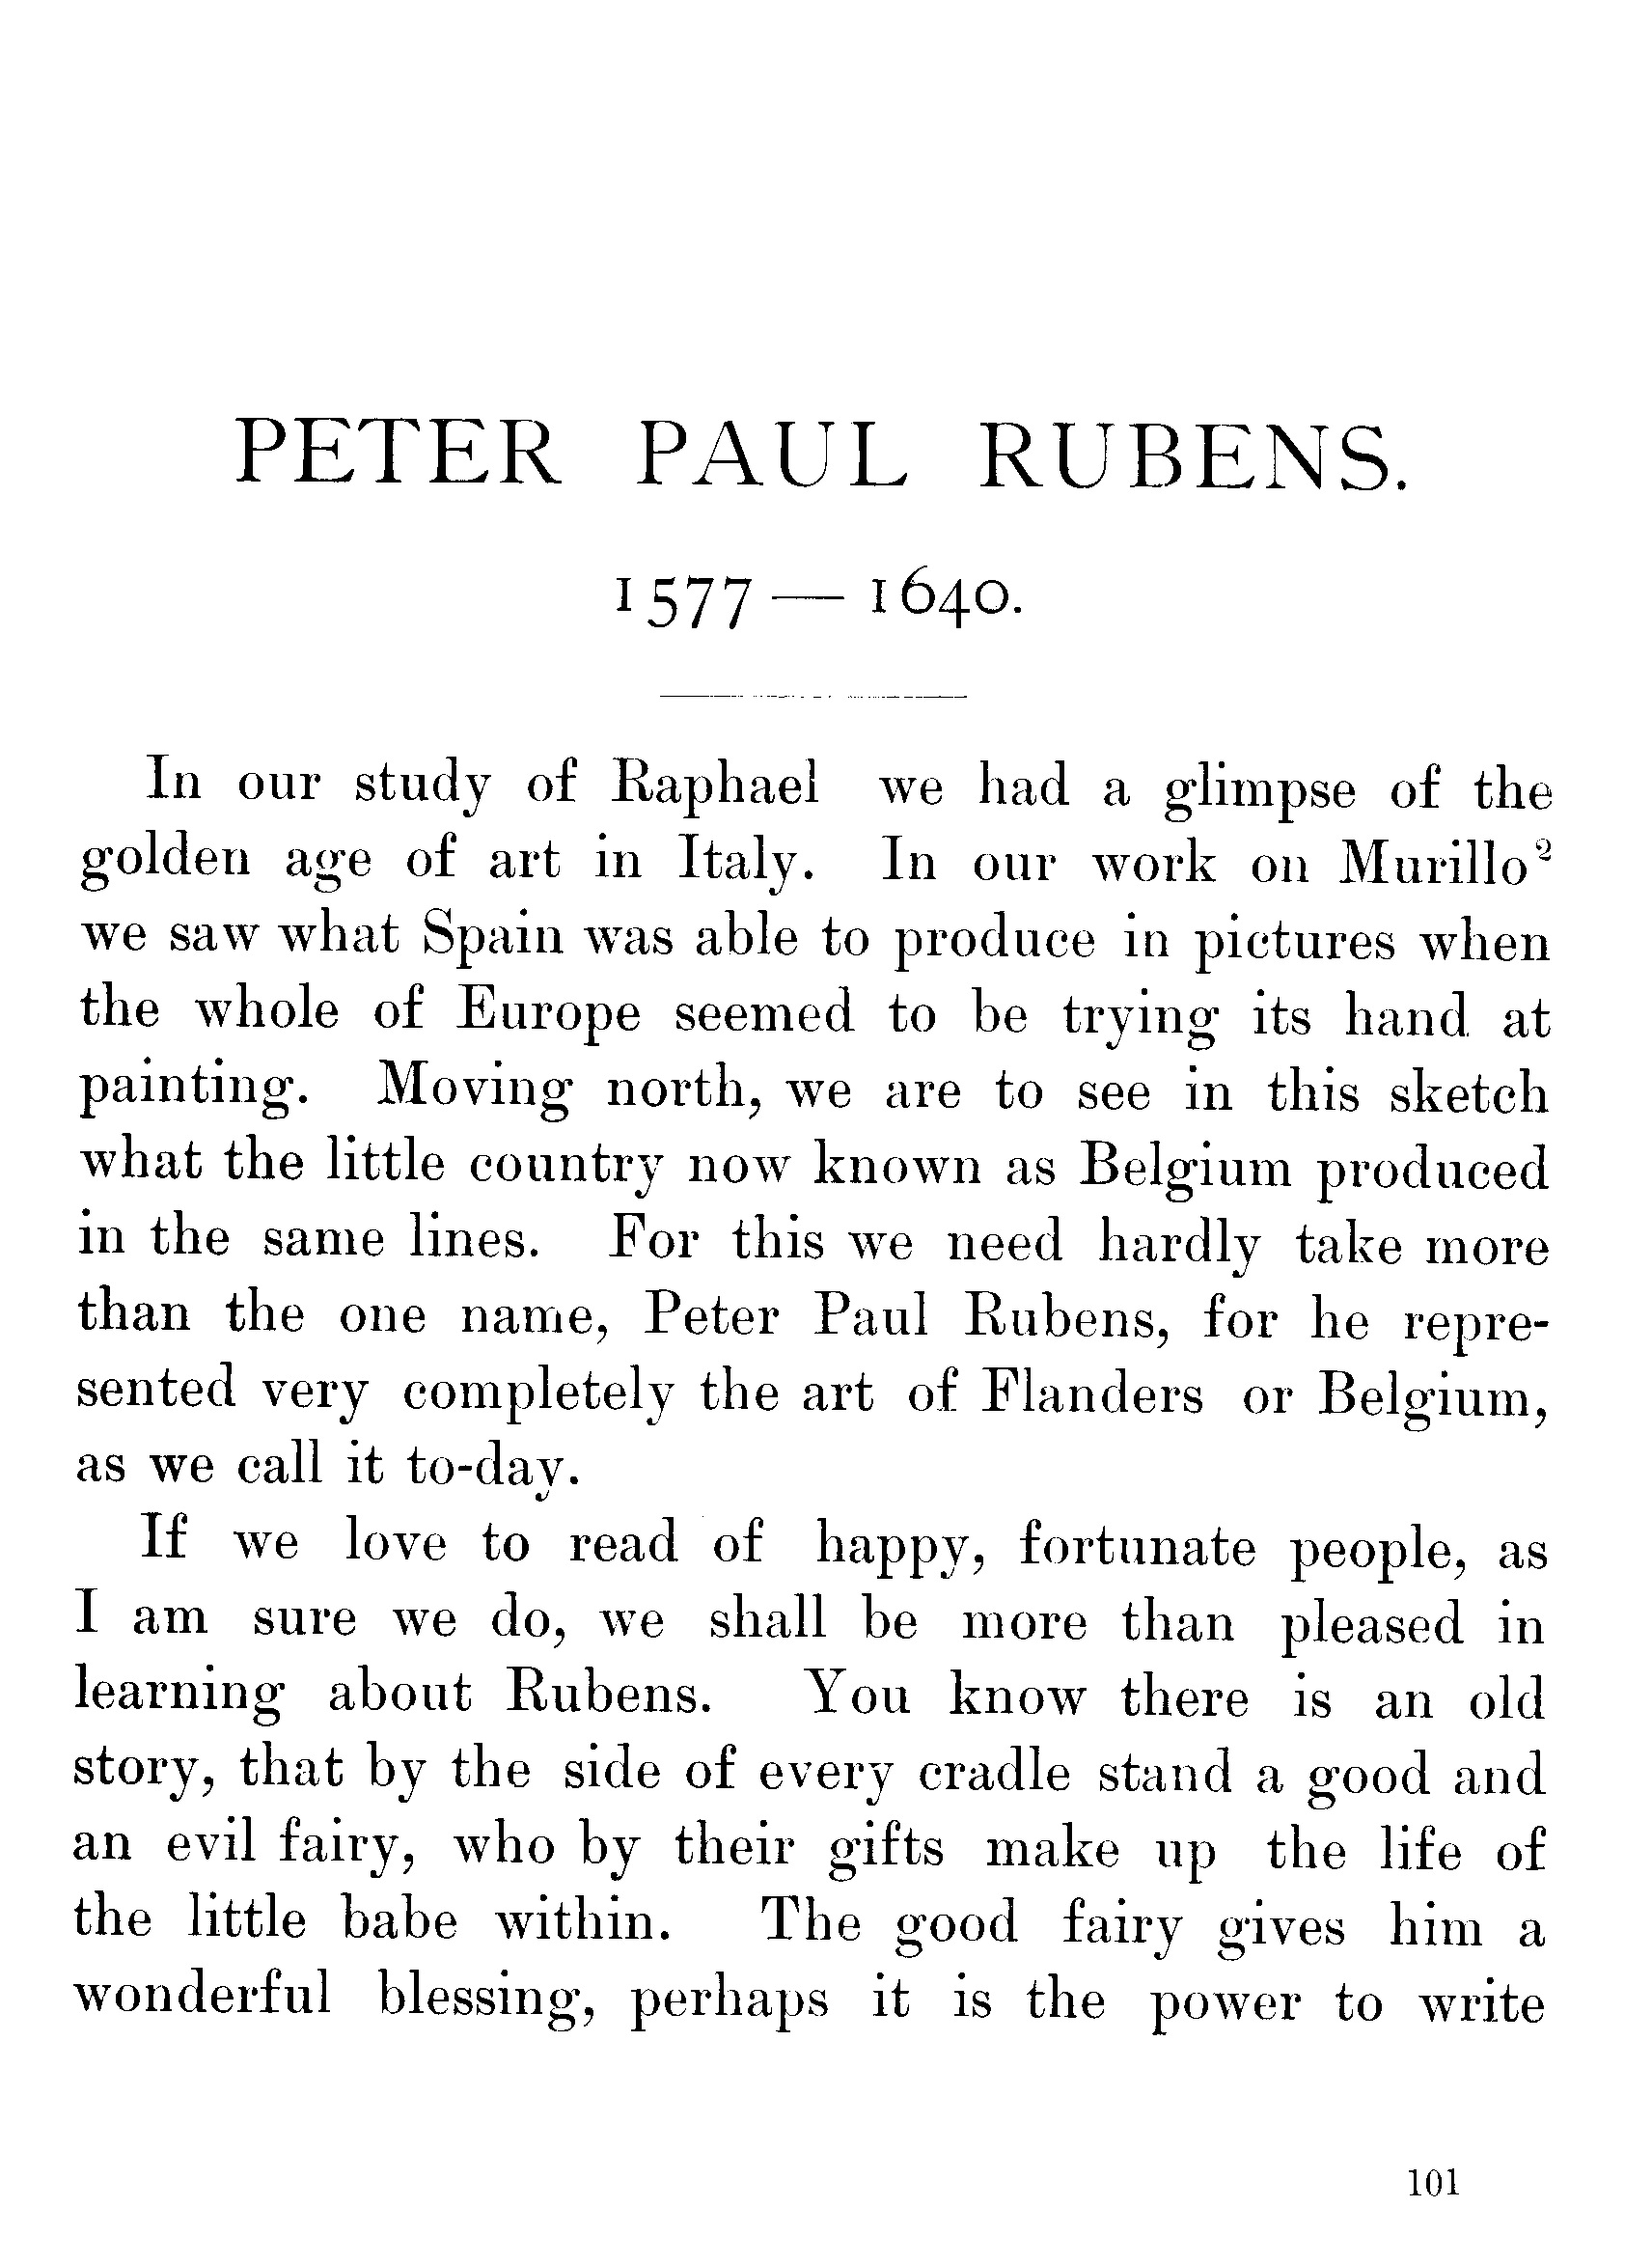 PETER PAUL RUBENS.
1577—1640.
In our study of Raphael we had a glimpse of the
golden age of art in Italy. In our work on Murillo²
we saw what Spain was able to produce in pictures when
the whole of Europe seemed to be trying its hand at
painting. Moving north, we are to see in this sketch
what the little country now known as Belgium produced
in the same lines. For this we need hardly take more
than the one name, Peter Paul Rubens, for he repre-
sented very completely the art of Flanders or Belgium,
as we call it to-day.
If we love to read of happy, fortunate people, as
I am sure we do, we shall be more than pleased in
learning about Rubens. You know there is an old
story, that by the side of every cradle stand a good and
an evil fairy, who by their gifts make up the life of
the little babe within. The good fairy gives him a
wonderful blessing, perhaps it is the power to write
101